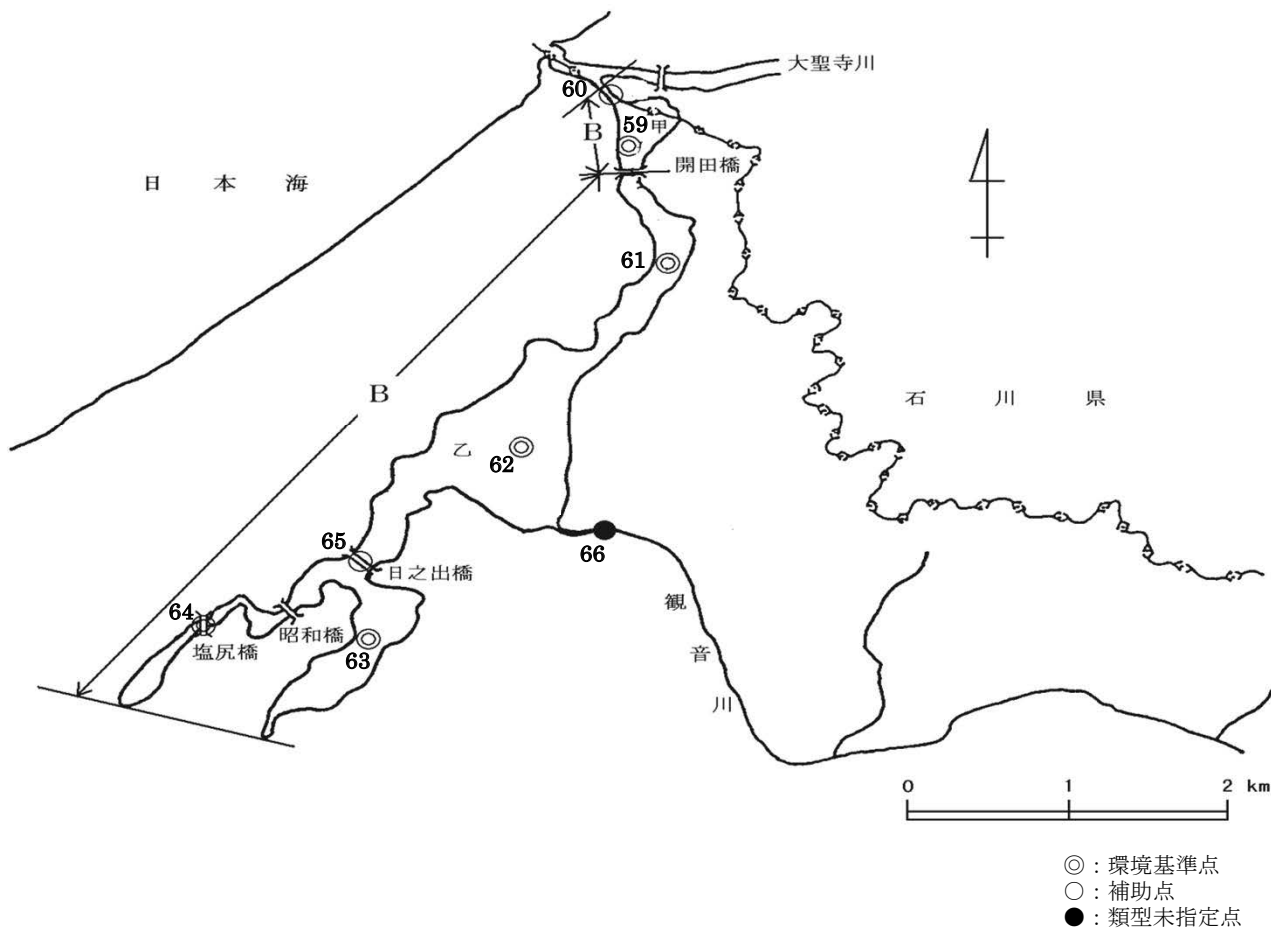 大聖寺川
60
59
甲
B
開田橋
日本海
61
石川県
B
乙
62
65
66
日之出橋
64
昭和橋
塩尻橋
63
観音川
0 1 2 km
◎：環境基準点
○：補助点
●：類型未指定点